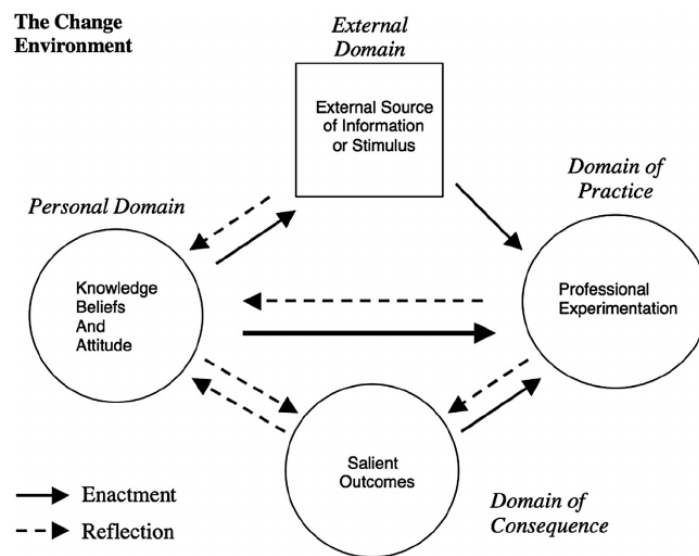 The Change
Environment
External
Domain
External Source
of Information
or Stimulus
Domain of
Practice
Personal Domain
Knowledge
Beliefs
And
Attitude
Professional
Experimentation
Salient
Outcomes
Enactment
Reflection
Domain of
Consequence